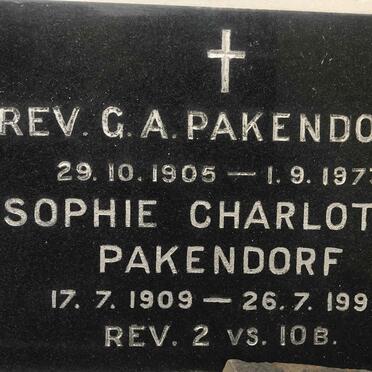 REV. G. A. PAKENDO
29. 10. 1905 — 1. 9. 197
SOPHIE CHARLOT
PAKENDORF
17. 7. 1909 — 26. 7. 199
REV. 2 VS. 10B.